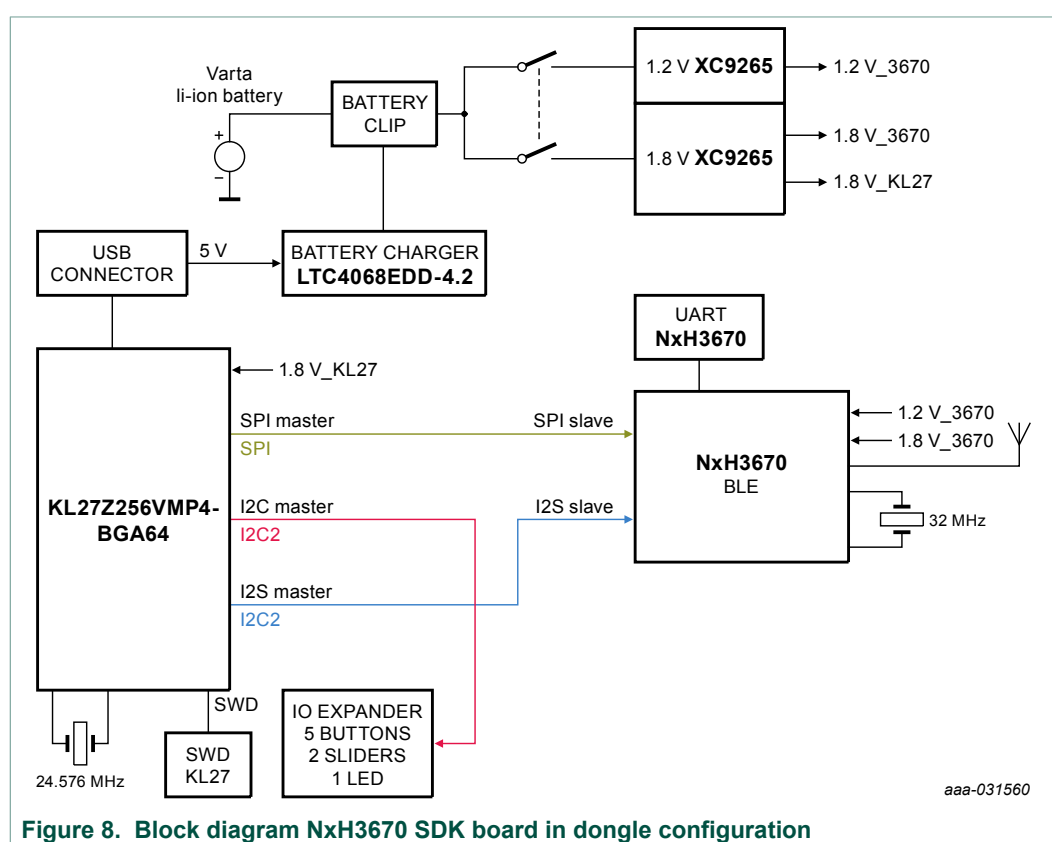 Varta
li-ion battery
+
−
BATTERY
CLIP
1.2 V XC9265
1.2 V_3670
1.8 V XC9265
1.8 V_3670
1.8 V_KL27
USB
CONNECTOR
5 V
BATTERY CHARGER
LTC4068EDD-4.2
UART
NxH3670
1.8 V_KL27
SPI master
SPI
SPI slave
KL27Z256VMP4-
BGA64
I2C master
I2C2
I2S slave
I2S master
I2C2
NxH3670
BLE
1.2 V_3670
1.8 V_3670
32 MHz
24.576 MHz
SWD
SWD
KL27
IO EXPANDER
5 BUTTONS
2 SLIDERS
1 LED
aaa-031560
Figure 8. Block diagram NxH3670 SDK board in dongle configuration